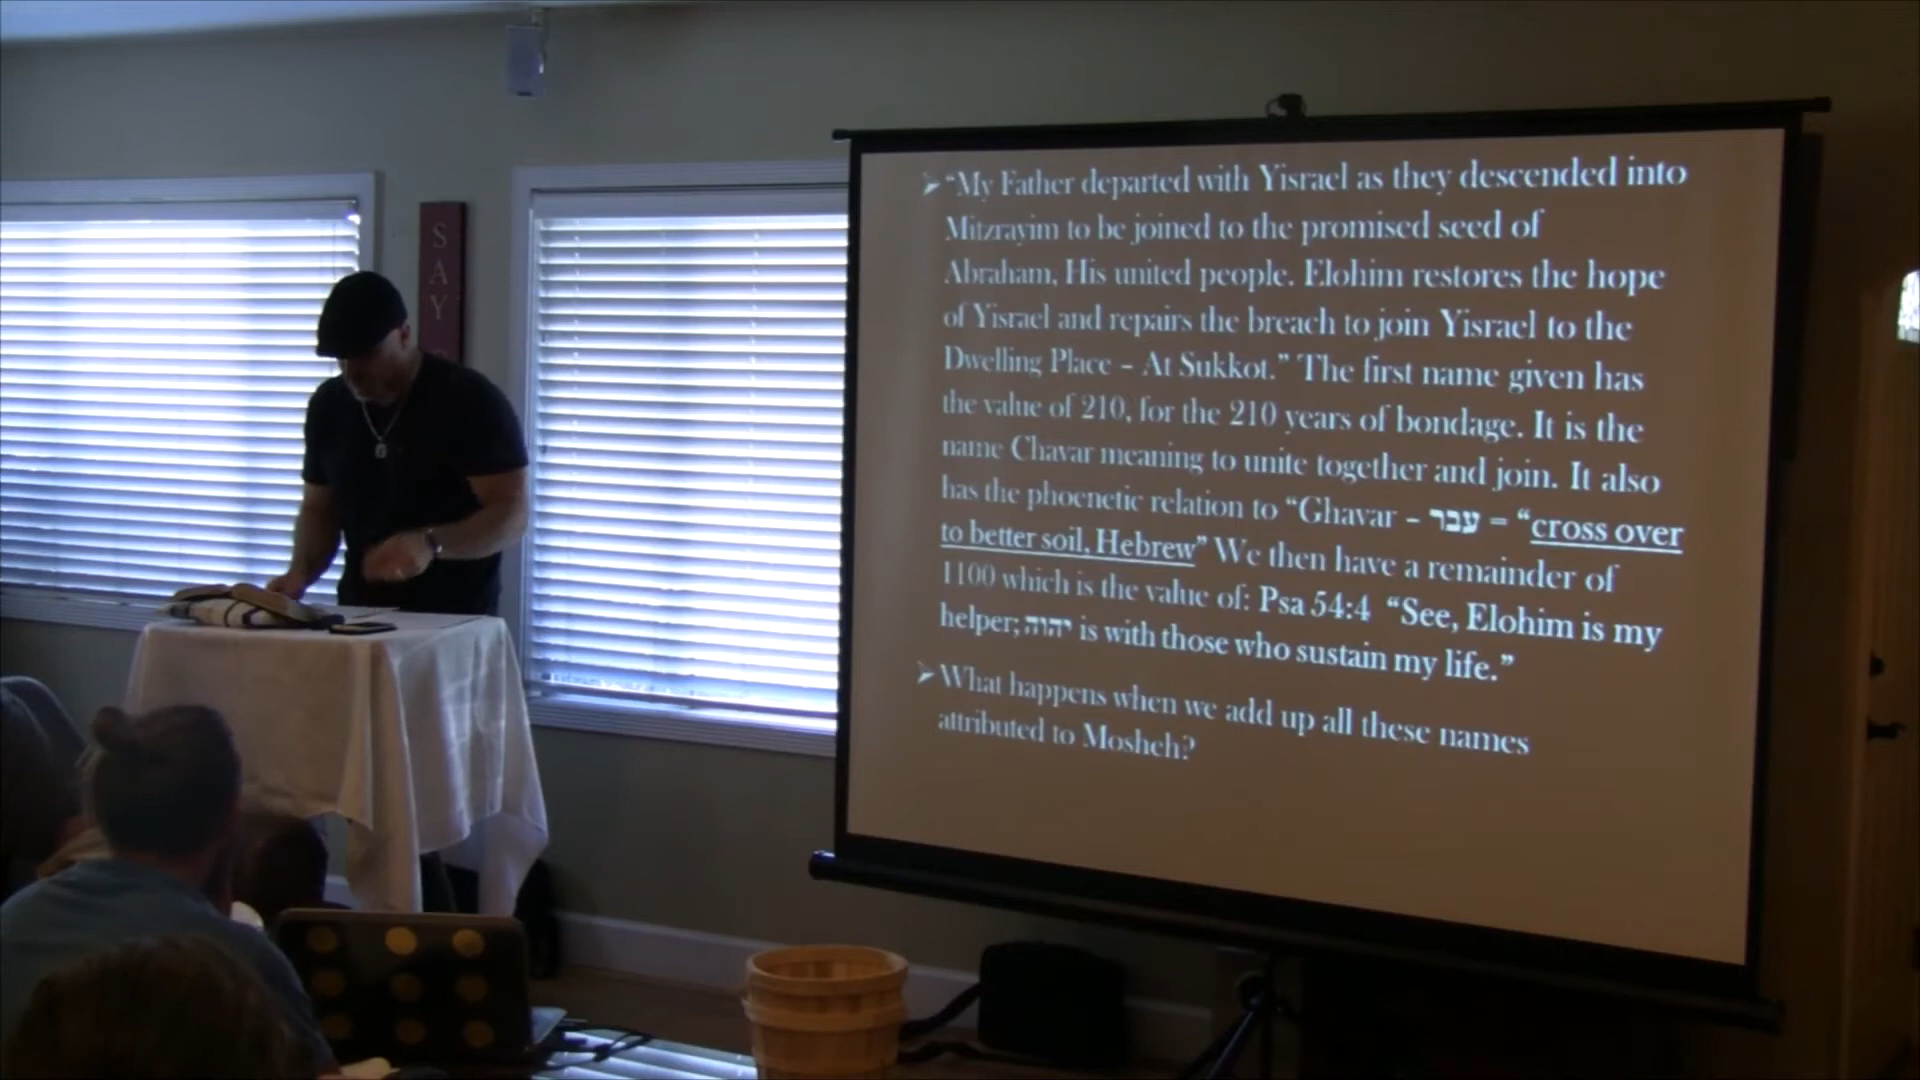 SAY
➢ “My Father departed with Yisrael as they descended into
Mitzrayim to be joined to the promised seed of
Abraham, His united people. Elohim restores the hope
of Yisrael and repairs the breach to join Yisrael to the
Dwelling Place – At Sukkot.” The first name given has
the value of 210, for the 210 years of bondage. It is the
name Chavar meaning to unite together and join. It also
has the phoenetic relation to “Ghavar – עבר = “cross over
to better soil, Hebrew” We then have a remainder of
1100 which is the value of: Psa 54:4 “See, Elohim is my
helper; יהוה is with those who sustain my life.”
➢ What happens when we add up all these names
attributed to Mosheh?